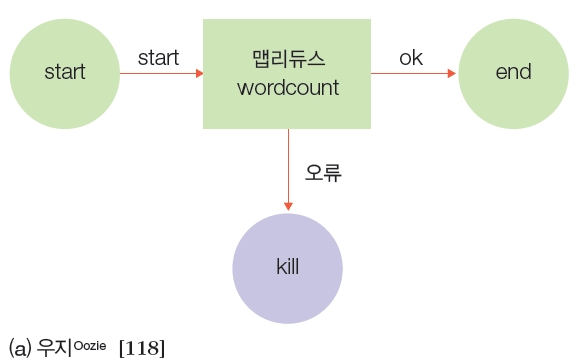 start
start
맵리듀스
wordcount
ok
end
오류
kill
(a) 우지Oozie [118]